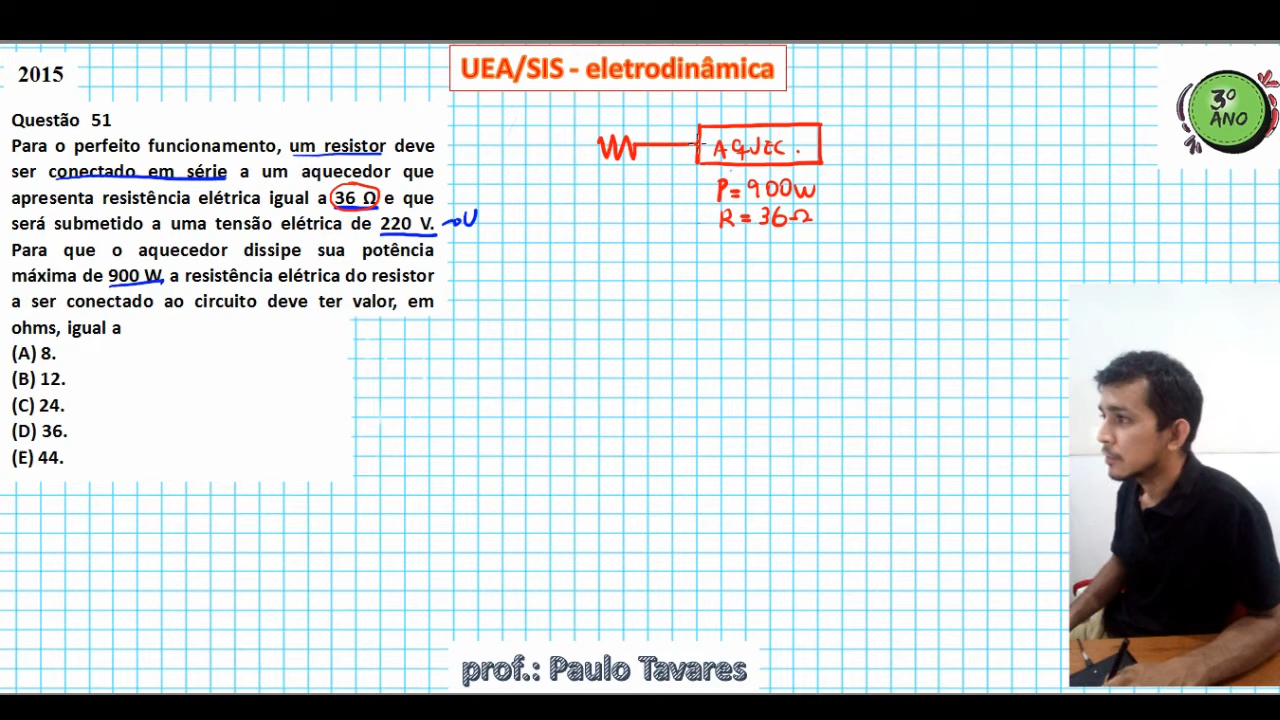 UEA/SIS - eletrodinâmica
2015
3º
ANO
Questão 51
Para o perfeito funcionamento, um resistor deve
ser conectado em série a um aquecedor que
apresenta resistência elétrica igual a 36 Ω e que
será submetido a uma tensão elétrica de 220 V. → U
Para que o aquecedor dissipe sua potência
máxima de 900 W, a resistência elétrica do resistor
a ser conectado ao circuito deve ter valor, em
ohms, igual a
(A) 8.
(B) 12.
(C) 24.
(D) 36.
(E) 44.
AQUEC.
P = 900W
R = 36Ω
prof.: Paulo Tavares